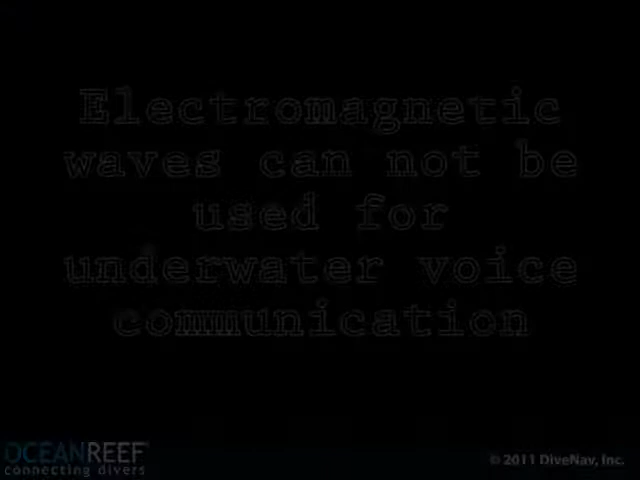 Electromagnetic
waves can not be
used for
underwater voice
communication
OCEANREEF
connecting divers
© 2011 DiveNav, Inc.